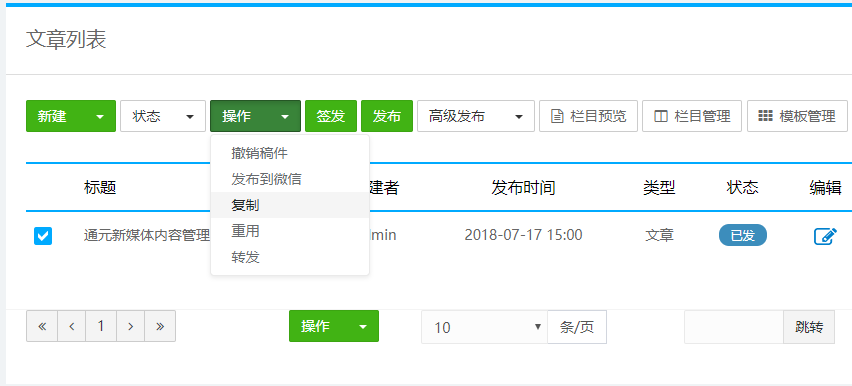 文章列表
新建 状态 操作 签发 发布 高级发布 栏目预览 栏目管理 模板管理
撤销稿件
发布到微信
复制
重用
转发
标题 建者 发布时间 类型 状态 编辑
通元新媒体内容管理 min 2018-07-17 15:00 文章 已发
« ‹ 1 › » 操作 10 条/页 跳转